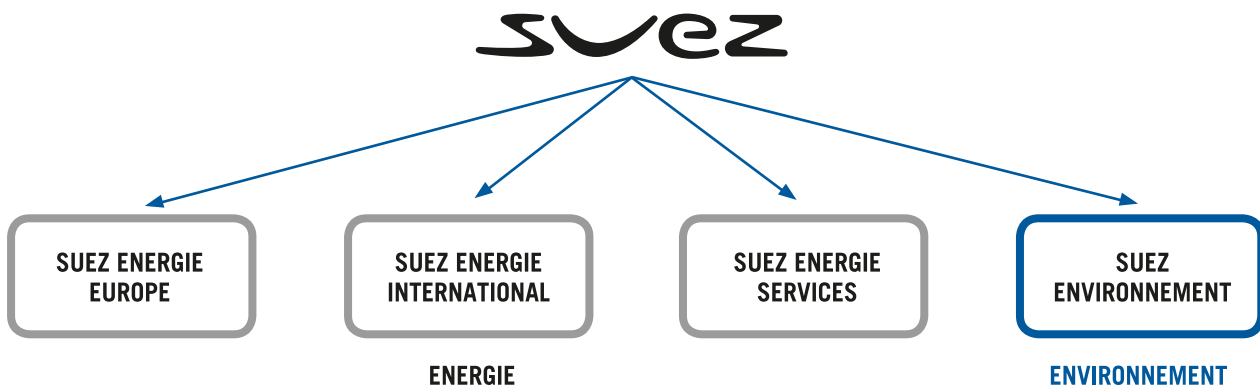 suez
SUEZ ENERGIE
EUROPE
SUEZ ENERGIE
INTERNATIONAL
SUEZ ENERGIE
SERVICES
SUEZ
ENVIRONNEMENT
ENERGIE
ENVIRONNEMENT